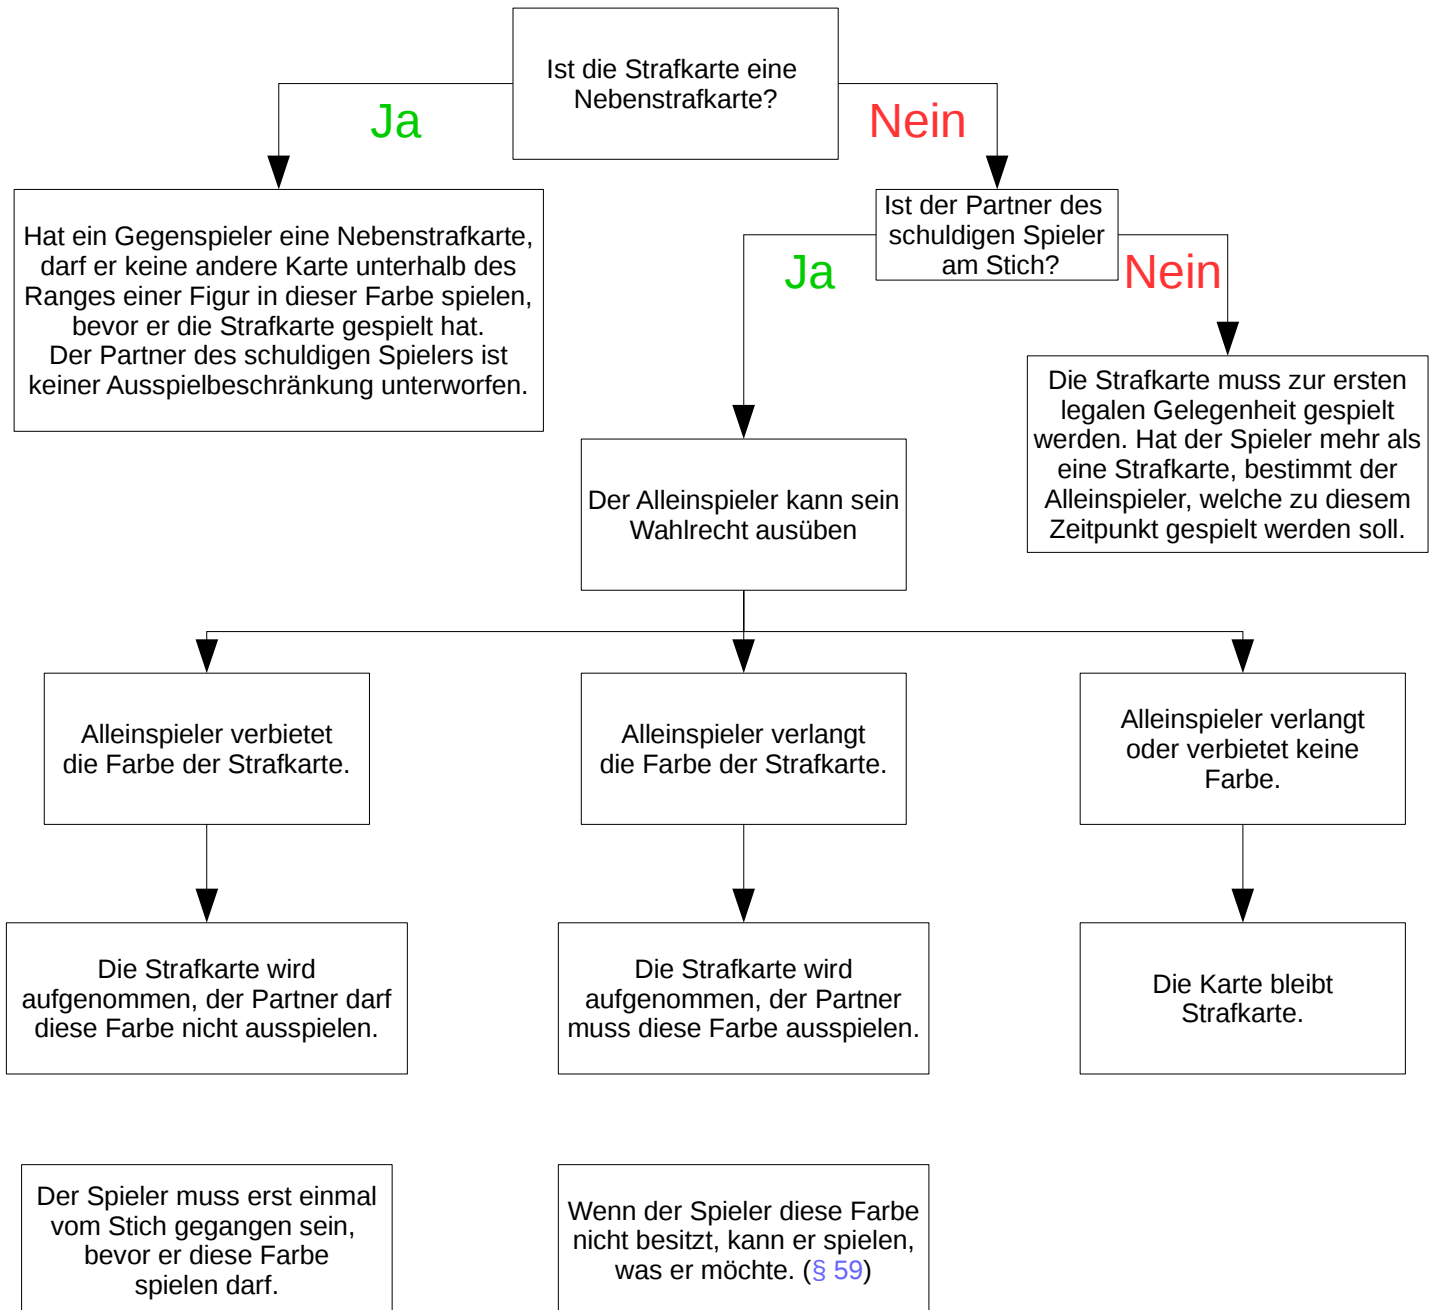 Ist die Strafkarte eine
Nebenstrafkarte?
Ja
Nein
Hat ein Gegenspieler eine Nebenstrafkarte,
darf er keine andere Karte unterhalb des
Ranges einer Figur in dieser Farbe spielen,
bevor er die Strafkarte gespielt hat.
Der Partner des schuldigen Spielers ist
keiner Ausspielbeschränkung unterworfen.
Ist der Partner des
schuldigen Spieler
am Stich?
Ja
Nein
Die Strafkarte muss zur ersten
legalen Gelegenheit gespielt
werden. Hat der Spieler mehr als
eine Strafkarte, bestimmt der
Alleinspieler, welche zu diesem
Zeitpunkt gespielt werden soll.
Der Alleinspieler kann sein
Wahlrecht ausüben
Alleinspieler verbietet
die Farbe der Strafkarte.
Alleinspieler verlangt
die Farbe der Strafkarte.
Alleinspieler verlangt
oder verbietet keine
Farbe.
Die Strafkarte wird
aufgenommen, der Partner darf
diese Farbe nicht ausspielen.
Die Strafkarte wird
aufgenommen, der Partner
muss diese Farbe ausspielen.
Die Karte bleibt
Strafkarte.
Der Spieler muss erst einmal
vom Stich gegangen sein,
bevor er diese Farbe
spielen darf.
Wenn der Spieler diese Farbe
nicht besitzt, kann er spielen,
was er möchte. (§ 59)